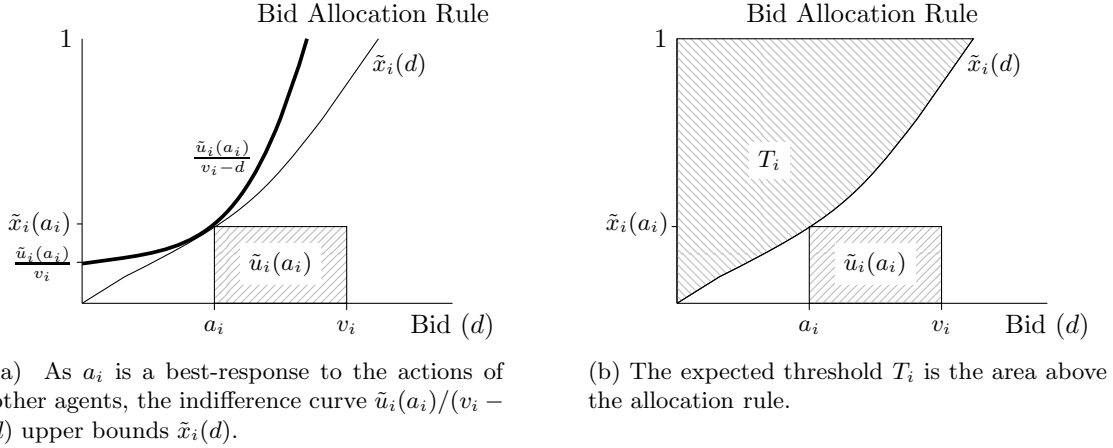 Bid Allocation Rule
1
x̃ᵢ(d)
ũᵢ(aᵢ)
vᵢ−d
x̃ᵢ(aᵢ)
ũᵢ(aᵢ)
vᵢ
ũᵢ(aᵢ)
aᵢ
vᵢ
Bid (d)
a) As aᵢ is a best-response to the actions of
other agents, the indifference curve ũᵢ(aᵢ)/(vᵢ −
d) upper bounds x̃ᵢ(d).
Bid Allocation Rule
1
x̃ᵢ(d)
Tᵢ
x̃ᵢ(aᵢ)
ũᵢ(aᵢ)
aᵢ
vᵢ
Bid (d)
(b) The expected threshold Tᵢ is the area above
the allocation rule.